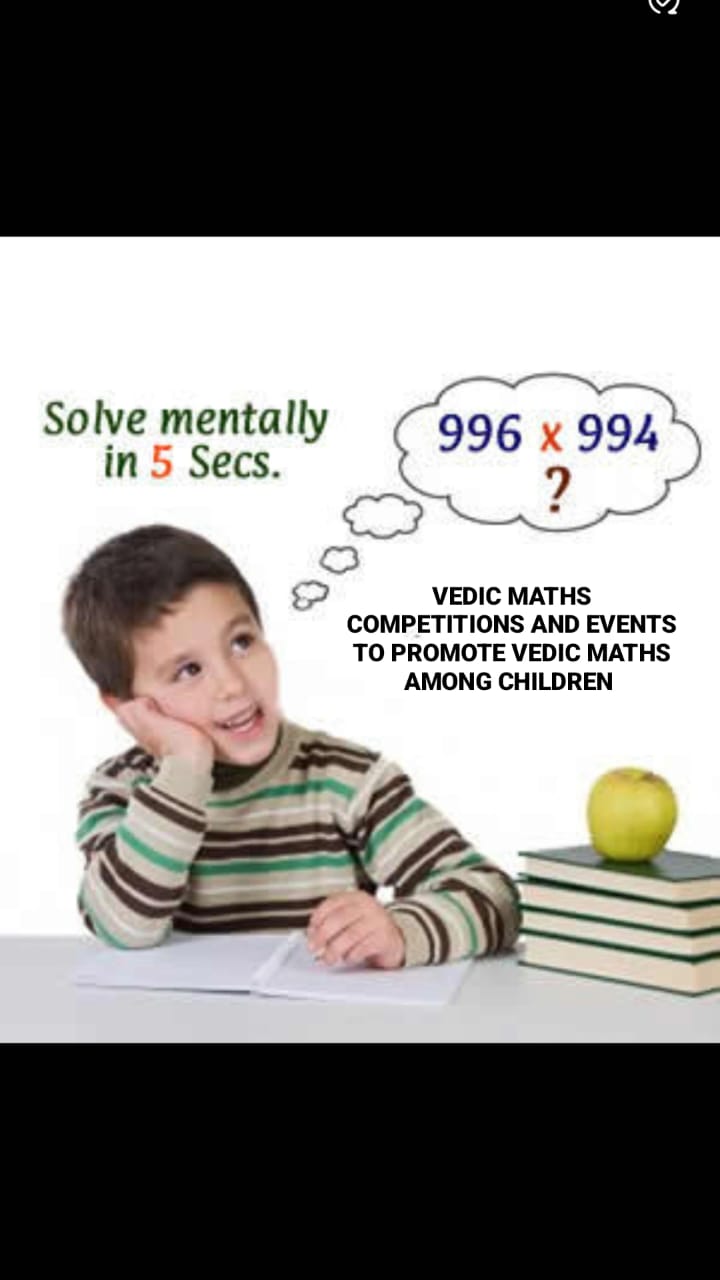 Solve mentally
in 5 Secs.
996 x 994
?
VEDIC MATHS
COMPETITIONS AND EVENTS
TO PROMOTE VEDIC MATHS
AMONG CHILDREN